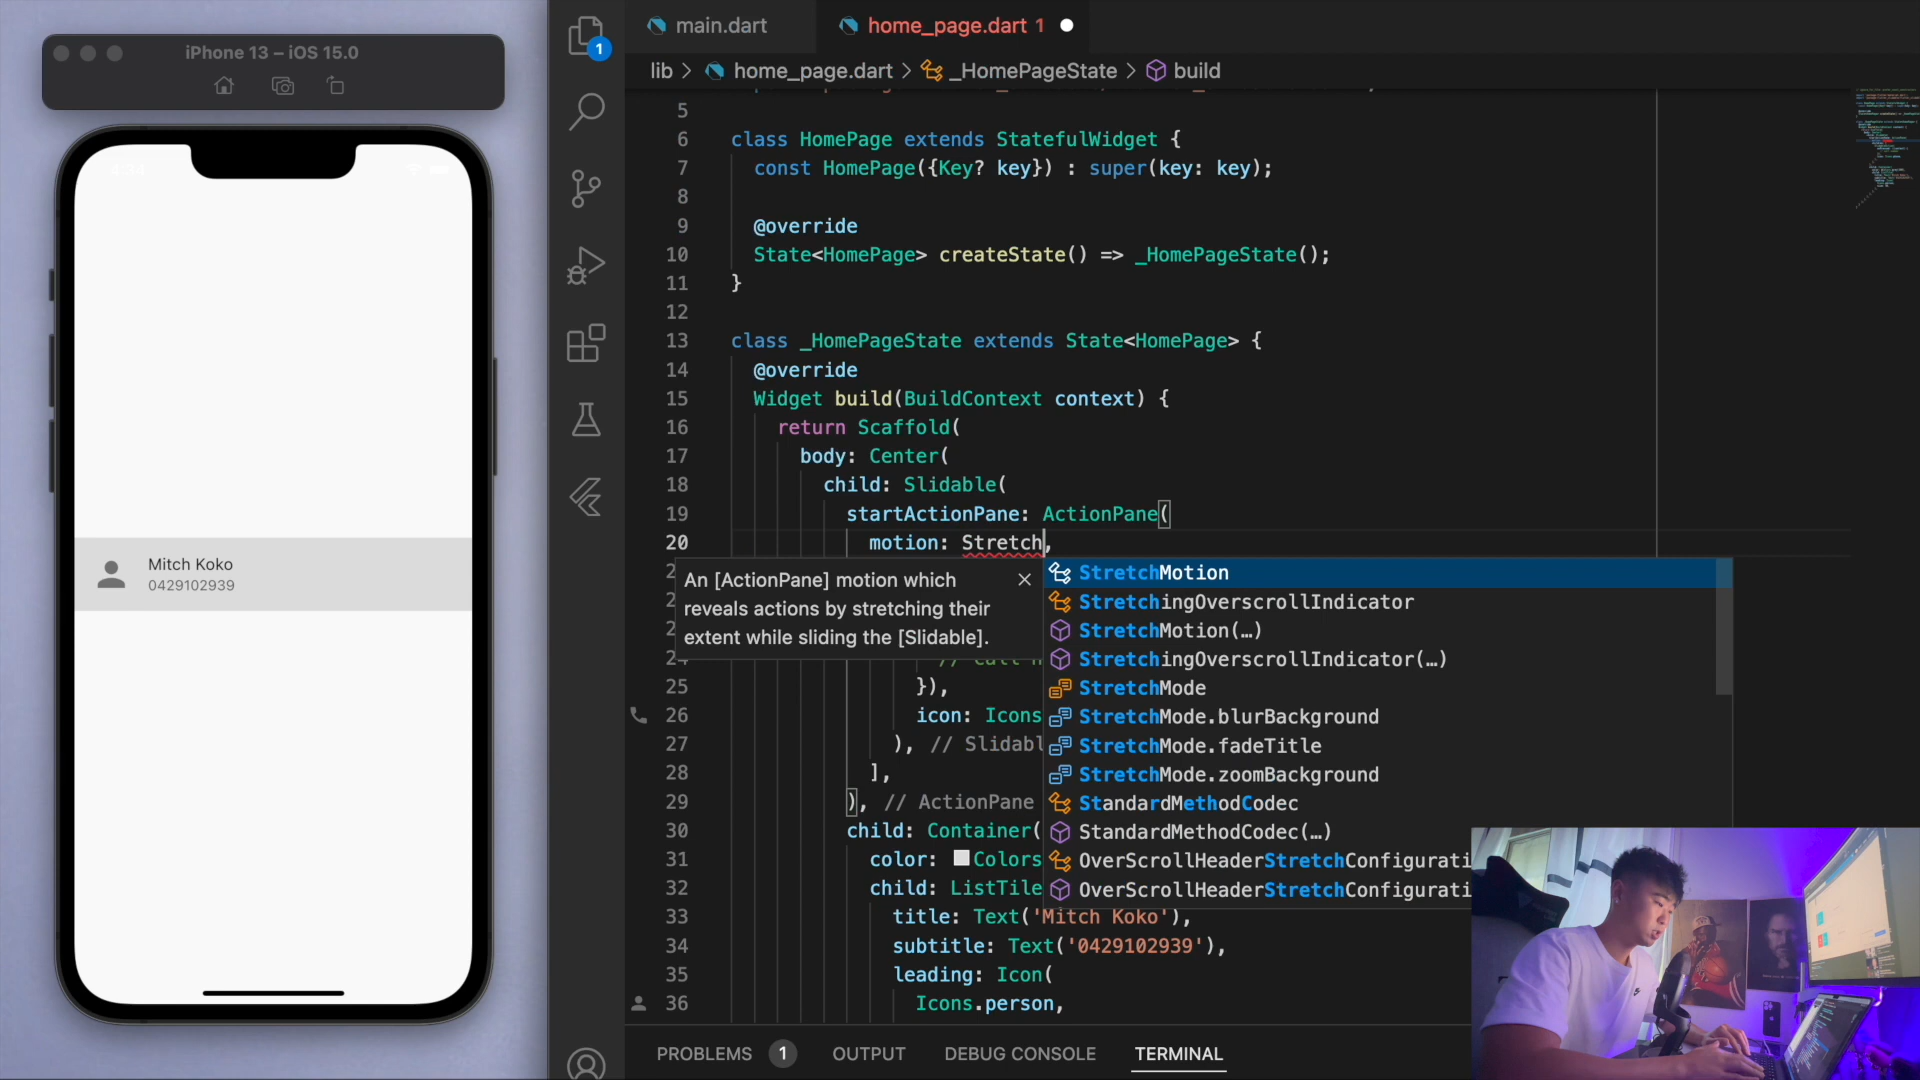 iPhone 13 – iOS 15.0
Mitch Koko
0429102939
1
main.dart
home_page.dart 1
lib > home_page.dart > _HomePageState > build
5
6 class HomePage extends StatefulWidget {
7 const HomePage({Key? key}) : super(key: key);
8
9 @override
10 State<HomePage> createState() => _HomePageState();
11 }
12
13 class _HomePageState extends State<HomePage> {
14 @override
15 Widget build(BuildContext context) {
16 return Scaffold(
17 body: Center(
18 child: Slidable(
19 startActionPane: ActionPane(
20 motion: Stretch,
An [ActionPane] motion which
reveals actions by stretching their
extent while sliding the [Slidable].
StretchMotion
StretchingOverscrollIndicator
StretchMotion(…)
StretchingOverscrollIndicator(…)
StretchMode
StretchMode.blurBackground
StretchMode.fadeTitle
StretchMode.zoomBackground
StandardMethodCodec
StandardMethodCodec(…)
OverScrollHeaderStretchConfigurati
OverScrollHeaderStretchConfigurati
25 }),
26 icon: Icons
27 ), // Slidabl
28 ],
29 ), // ActionPane
30 child: Container(
31 color: Colors
32 child: ListTile
33 title: Text('Mitch Koko'),
34 subtitle: Text('0429102939'),
35 leading: Icon(
36 Icons.person,
PROBLEMS 1 OUTPUT DEBUG CONSOLE TERMINAL